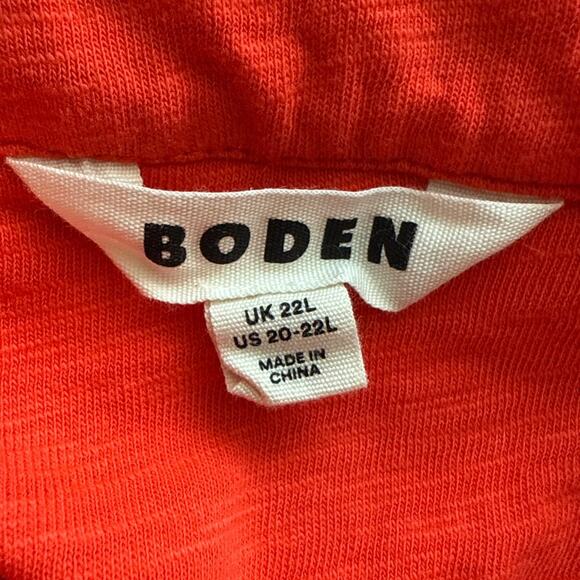 BODEN
UK 22L
US 20-22L
MADE IN
CHINA